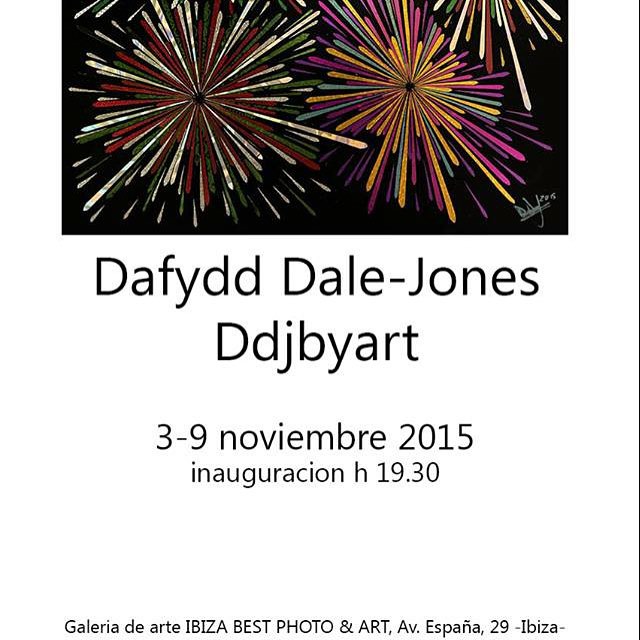 Dafydd Dale-Jones
Ddjbyart
3-9 noviembre 2015
inauguracion h 19.30
Galeria de arte IBIZA BEST PHOTO & ART, Av. España, 29 -Ibiza-